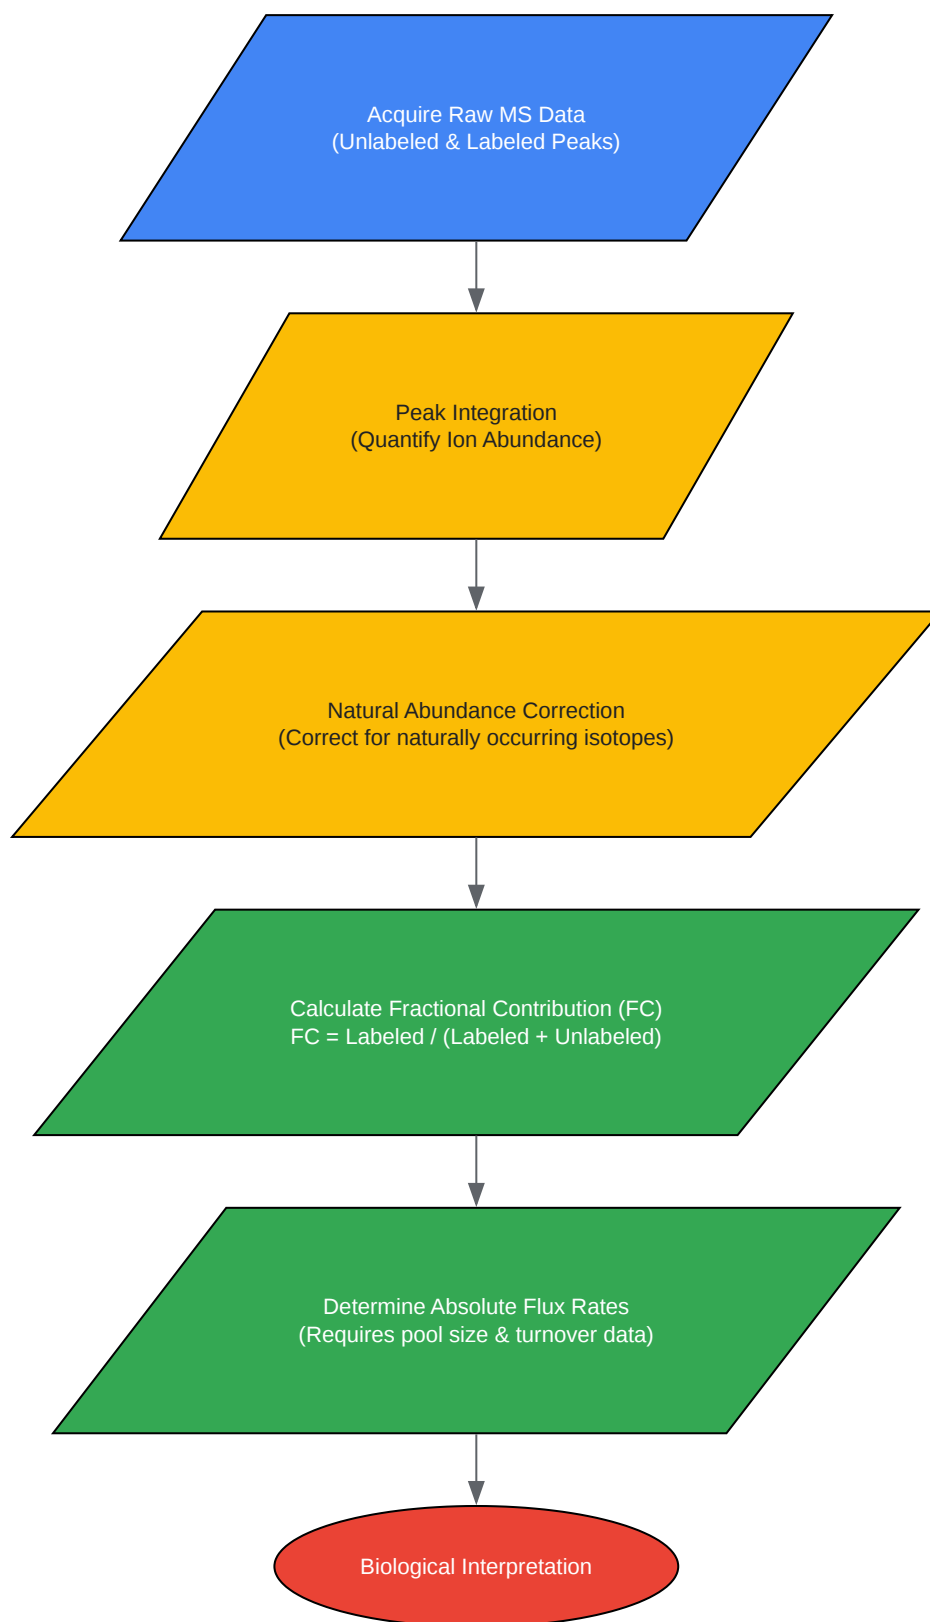 Acquire Raw MS Data
(Unlabeled & Labeled Peaks)
Peak Integration
(Quantify Ion Abundance)
Natural Abundance Correction
(Correct for naturally occurring isotopes)
Calculate Fractional Contribution (FC)
FC = Labeled / (Labeled + Unlabeled)
Determine Absolute Flux Rates
(Requires pool size & turnover data)
Biological Interpretation